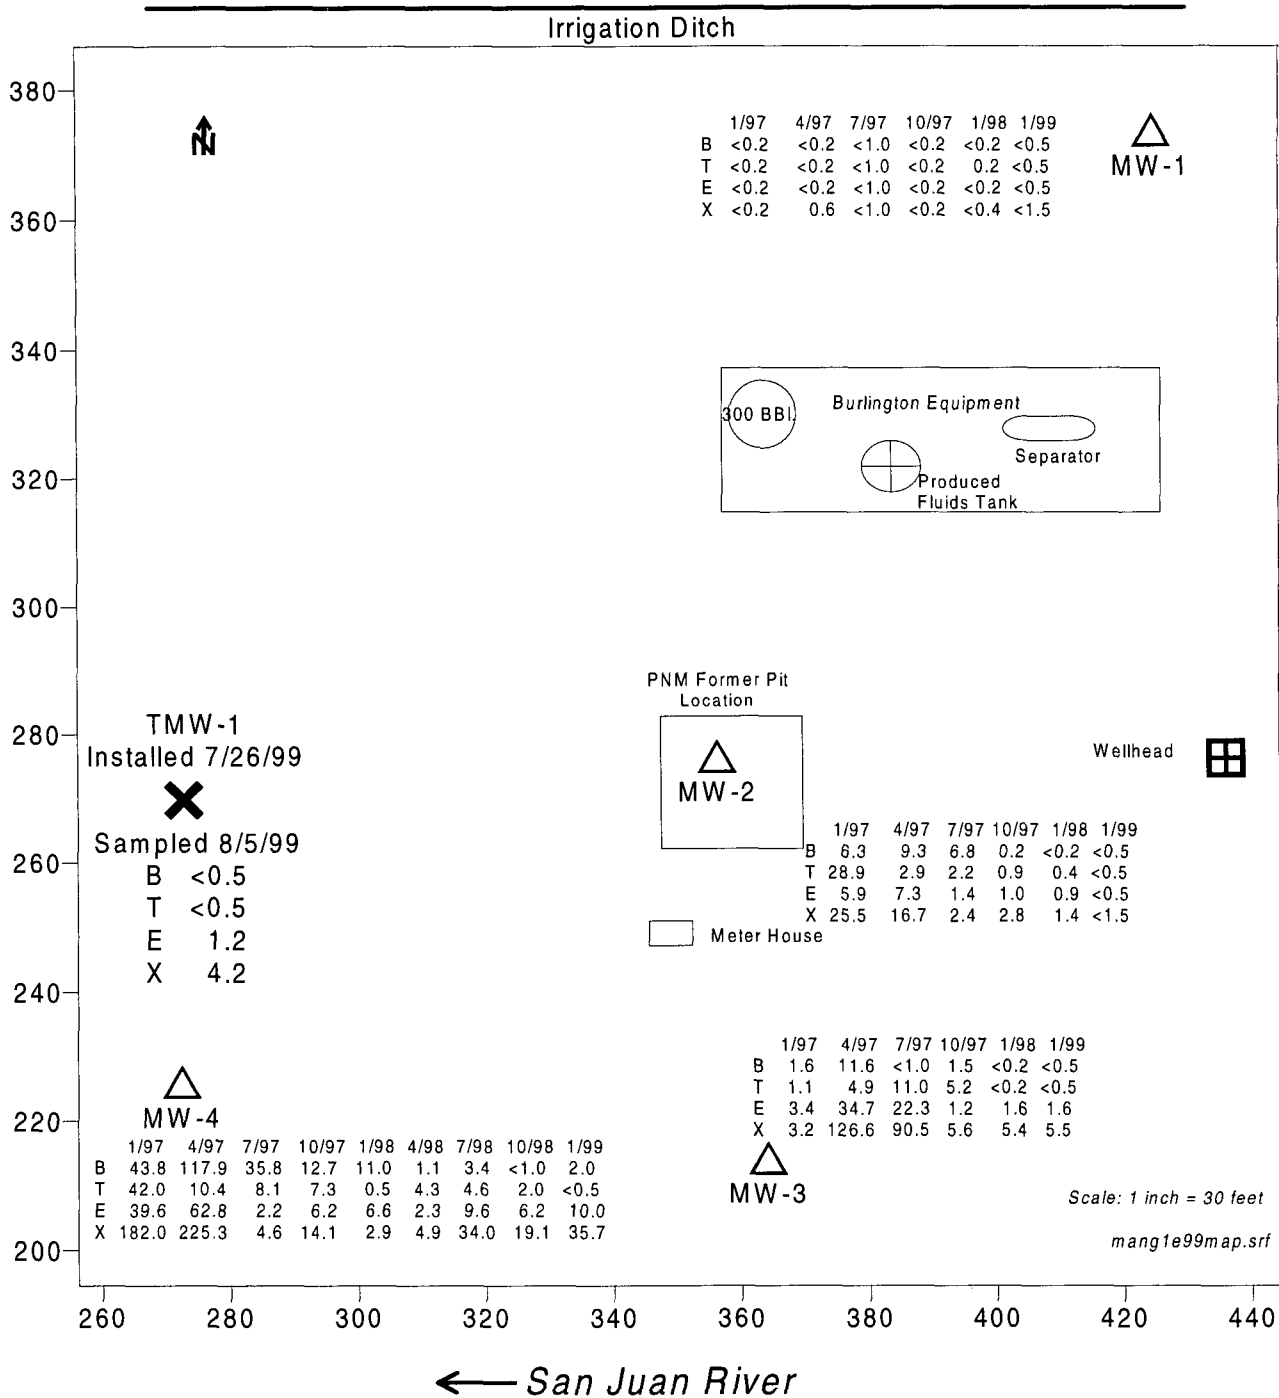 Irrigation Ditch
380
N
1/97 4/97 7/97 10/97 1/98 1/99
B <0.2 <0.2 <1.0 <0.2 <0.2 <0.5
T <0.2 <0.2 <1.0 <0.2 0.2 <0.5
E <0.2 <0.2 <1.0 <0.2 <0.2 <0.5
X <0.2 0.6 <1.0 <0.2 <0.4 <1.5
MW-1
360
340
300 BBl.
Burlington Equipment
Separator
Produced
Fluids Tank
320
300
PNM Former Pit
Location
280
TMW-1
Installed 7/26/99
Sampled 8/5/99
B <0.5
T <0.5
E 1.2
X 4.2
MW-2
Wellhead
260
1/97 4/97 7/97 10/97 1/98 1/99
B 6.3 9.3 6.8 0.2 <0.2 <0.5
T 28.9 2.9 2.2 0.9 0.4 <0.5
E 5.9 7.3 1.4 1.0 0.9 <0.5
X 25.5 16.7 2.4 2.8 1.4 <1.5
Meter House
240
1/97 4/97 7/97 10/97 1/98 1/99
B 1.6 11.6 <1.0 1.5 <0.2 <0.5
T 1.1 4.9 11.0 5.2 <0.2 <0.5
E 3.4 34.7 22.3 1.2 1.6 1.6
X 3.2 126.6 90.5 5.6 5.4 5.5
MW-3
220
MW-4
1/97 4/97 7/97 10/97 1/98 4/98 7/98 10/98 1/99
B 43.8 117.9 35.8 12.7 11.0 1.1 3.4 <1.0 2.0
T 42.0 10.4 8.1 7.3 0.5 4.3 4.6 2.0 <0.5
E 39.6 62.8 2.2 6.2 6.6 2.3 9.6 6.2 10.0
X 182.0 225.3 4.6 14.1 2.9 4.9 34.0 19.1 35.7
Scale: 1 inch = 30 feet
mang1e99map.srf
200
260 280 300 320 340 360 380 400 420 440
San Juan River